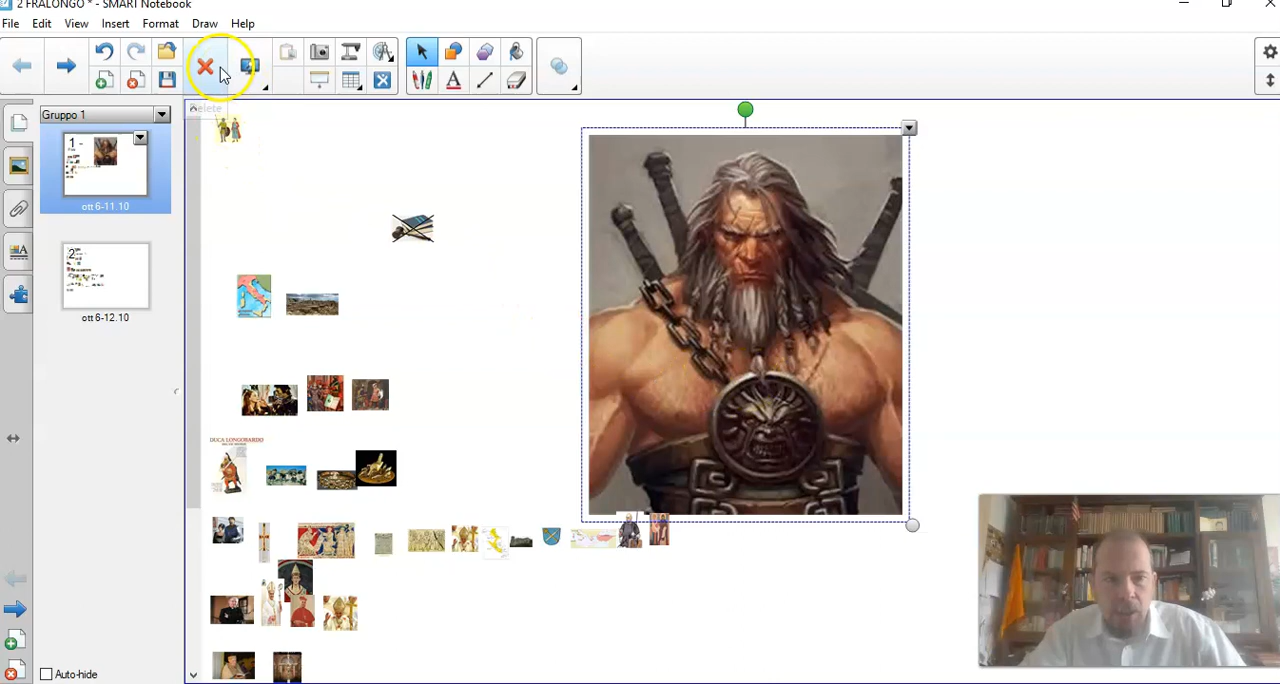 2 FRALONGO * - SMART Notebook
File Edit View Insert Format Draw Help
Delete
Gruppo 1
1
ott 6-11.10
2
ott 6-12.10
DUCA LONGOBARDO
Auto-hide